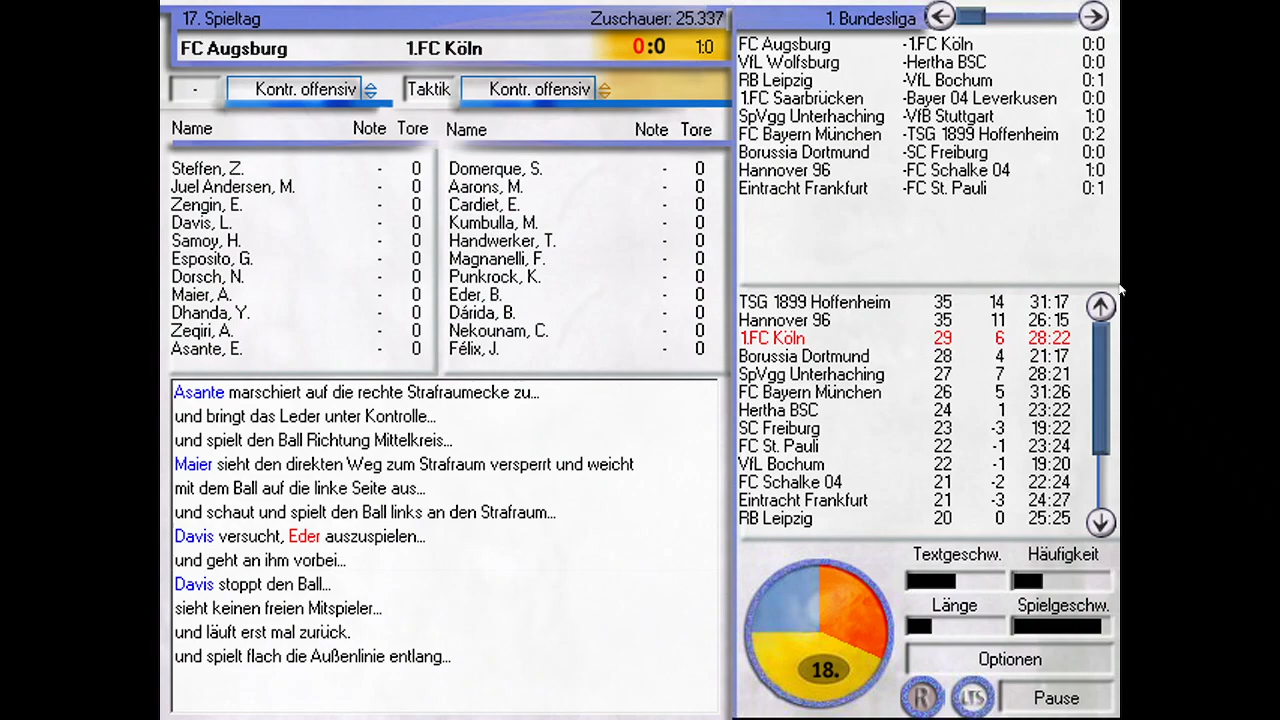 17. Spieltag Zuschauer: 25.337
FC Augsburg 1.FC Köln 0:0 1:0
- Kontr. offensiv Taktik Kontr. offensiv
Name Note Tore Name Note Tore
Steffen, Z. - 0 Domerque, S. - 0
Juel Andersen, M. - 0 Aarons, M. - 0
Zengin, E. - 0 Cardiet, E. - 0
Davis, L. - 0 Kumbulla, M. - 0
Samoy, H. - 0 Handwerker, T. - 0
Esposito, G. - 0 Magnanelli, F. - 0
Dorsch, N. - 0 Punkrock, K. - 0
Maier, A. - 0 Eder, B. - 0
Dhanda, Y. - 0 Dárida, B. - 0
Zeqiri, A. - 0 Nekounam, C. - 0
Asante, E. - 0 Félix, J. - 0
Asante marschiert auf die rechte Strafraumecke zu...
und bringt das Leder unter Kontrolle...
und spielt den Ball Richtung Mittelkreis...
Maier sieht den direkten Weg zum Strafraum versperrt und weicht
mit dem Ball auf die linke Seite aus...
und schaut und spielt den Ball links an den Strafraum...
Davis versucht, Eder auszuspielen...
und geht an ihm vorbei...
Davis stoppt den Ball...
sieht keinen freien Mitspieler...
und läuft erst mal zurück.
und spielt flach die Außenlinie entlang...
1. Bundesliga
FC Augsburg -1.FC Köln 0:0
VfL Wolfsburg -Hertha BSC 0:0
RB Leipzig -VfL Bochum 0:1
1.FC Saarbrücken -Bayer 04 Leverkusen 0:0
SpVgg Unterhaching -VfB Stuttgart 1:0
FC Bayern München -TSG 1899 Hoffenheim 0:2
Borussia Dortmund -SC Freiburg 0:0
Hannover 96 -FC Schalke 04 1:0
Eintracht Frankfurt -FC St. Pauli 0:1
TSG 1899 Hoffenheim 35 14 31:17
Hannover 96 35 11 26:15
1.FC Köln 29 6 28:22
Borussia Dortmund 28 4 21:17
SpVgg Unterhaching 27 7 28:21
FC Bayern München 26 5 31:26
Hertha BSC 24 1 23:22
SC Freiburg 23 -3 19:22
FC St. Pauli 22 -1 23:24
VfL Bochum 22 -1 19:20
FC Schalke 04 21 -2 22:24
Eintracht Frankfurt 21 -3 24:27
RB Leipzig 20 0 25:25
Textgeschw. Häufigkeit
Länge Spielgeschw.
18.
Optionen
R LTS Pause